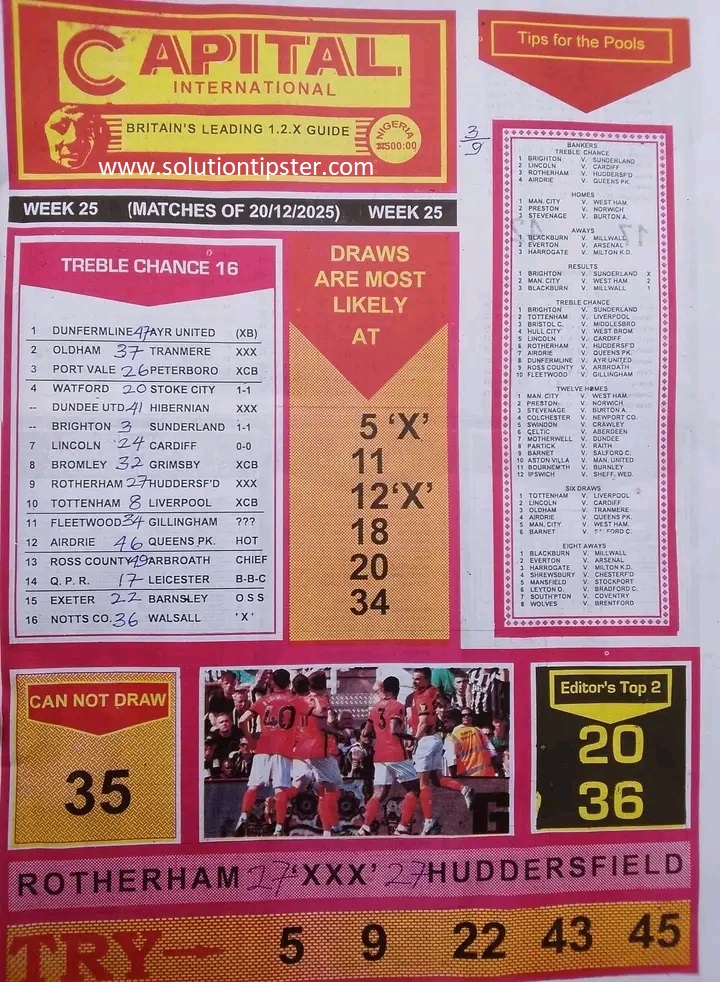 CAPITAL
INTERNATIONAL
BRITAIN'S LEADING 1.2.X GUIDE
NIGERIA
₦500:00
www.solutiontipster.com
WEEK 25 (MATCHES OF 20/12/2025) WEEK 25
TREBLE CHANCE 16
1 DUNFERMLINE 47 AYR UNITED (XB)
2 OLDHAM 37 TRANMERE XXX
3 PORT VALE 26 PETERBORO XCB
4 WATFORD 20 STOKE CITY 1-1
-- DUNDEE UTD 41 HIBERNIAN XXX
-- BRIGHTON 3 SUNDERLAND 1-1
7 LINCOLN 24 CARDIFF 0-0
8 BROMLEY 32 GRIMSBY XCB
9 ROTHERHAM 27 HUDDERSF'D XXX
10 TOTTENHAM 8 LIVERPOOL XCB
11 FLEETWOOD 34 GILLINGHAM ???
12 AIRDRIE 46 QUEENS PK. HOT
13 ROSS COUNTY 49 ARBROATH CHIEF
14 Q. P. R. 17 LEICESTER B-B-C
15 EXETER 22 BARNSLEY O S S
16 NOTTS CO. 36 WALSALL 'X'
DRAWS
ARE MOST
LIKELY
AT
5 'X'
11
12 'X'
18
20
34
3/9
Tips for the Pools
BANKERS
TREBLE CHANCE
1 BRIGHTON V. SUNDERLAND
2 LINCOLN V. CARDIFF
3 ROTHERHAM V. HUDDERSF'D
4 AIRDRIE V. QUEENS PK.
HOMES
1 MAN. CITY V. WEST HAM.
2 PRESTON V. NORWICH
3 STEVENAGE V. BURTON A.
AWAYS
1 BLACKBURN V. MILLWALL
2 EVERTON V. ARSENAL
3 HARROGATE V. MILTON K.D.
RESULTS
1 BRIGHTON V. SUNDERLAND X
2 MAN. CITY V. WEST HAM. 2
3 BLACKBURN V. MILLWALL 1
TREBLE CHANCE
1 BRIGHTON V. SUNDERLAND
2 TOTTENHAM V. LIVERPOOL
3 BRISTOL C. V. MIDDLESBRO
4 HULL CITY V. WEST BROM
5 LINCOLN V. CARDIFF
6 ROTHERHAM V. HUDDERSF'D
7 AIRDRIE V. QUEENS PK.
8 DUNFERMLINE V. AYR UNITED
9 ROSS COUNTY V. ARBROATH
10 FLEETWOOD V. GILLINGHAM
TWELVE HOMES
1 MAN. CITY V. WEST HAM.
2 PRESTON V. NORWICH
3 STEVENAGE V. BURTON A.
4 COLCHESTER V. NEWPORT CO.
5 SWINDON V. CRAWLEY
6 CELTIC V. ABERDEEN
7 MOTHERWELL V. DUNDEE
8 PARTICK V. RAITH
9 BARNET V. SALFORD C.
10 ASTON VILLA V. MAN. UNITED
11 BOURNEM'TH V. BURNLEY
12 IPSWICH V. SHEFF. WED.
SIX DRAWS
1 TOTTENHAM V. LIVERPOOL
2 LINCOLN V. CARDIFF
3 OLDHAM V. TRANMERE
4 AIRDRIE V. QUEENS PK.
5 MAN. CITY V. WEST HAM.
6 BARNET V.
EIGHT AWAYS
1 BLACKBURN V. MILLWALL
2 EVERTON V. ARSENAL
3 HARROGATE V. MILTON K.D.
4 SHREWSBURY V. CHESTERF'D
5 MANSFIELD V. STOCKPORT
6 LEYTON O. V. BRADFORD C.
7 SOUTH'PTON V. COVENTRY
8 WOLVES V. BRENTFORD
CAN NOT DRAW
35
40
3
Editor's Top 2
20
36
ROTHERHAM 27 'XXX' 27 HUDDERSFIELD
TRY 5 9 22 43 45